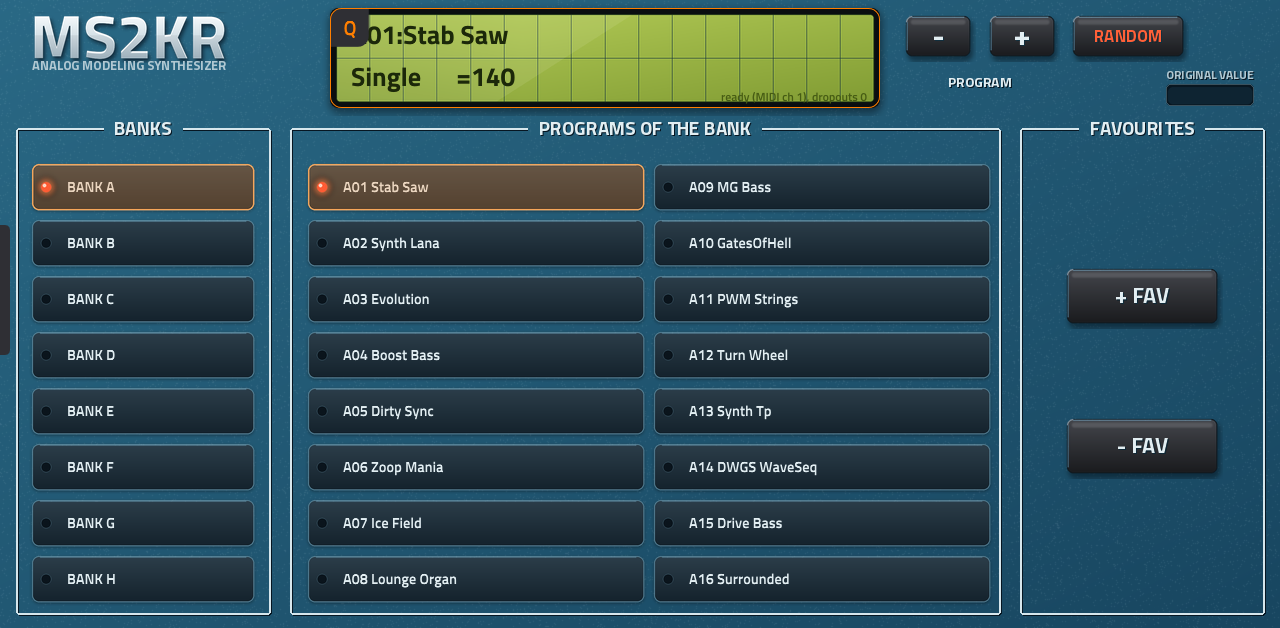 MS2KR
ANALOG MODELING SYNTHESIZER
Q
01:Stab Saw
Single =140
ready (MIDI ch 1), dropouts 0
-
+
RANDOM
PROGRAM
ORIGINAL VALUE
BANKS
BANK A
BANK B
BANK C
BANK D
BANK E
BANK F
BANK G
BANK H
PROGRAMS OF THE BANK
A01 Stab Saw
A02 Synth Lana
A03 Evolution
A04 Boost Bass
A05 Dirty Sync
A06 Zoop Mania
A07 Ice Field
A08 Lounge Organ
A09 MG Bass
A10 GatesOfHell
A11 PWM Strings
A12 Turn Wheel
A13 Synth Tp
A14 DWGS WaveSeq
A15 Drive Bass
A16 Surrounded
FAVOURITES
+ FAV
- FAV